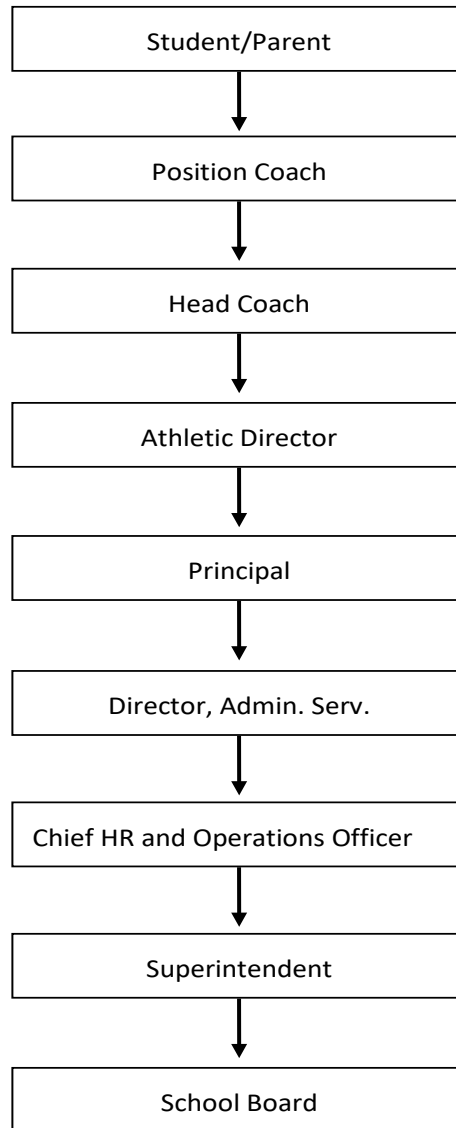 Student/Parent
Position Coach
Head Coach
Athletic Director
Principal
Director, Admin. Serv.
Chief HR and Operations Officer
Superintendent
School Board